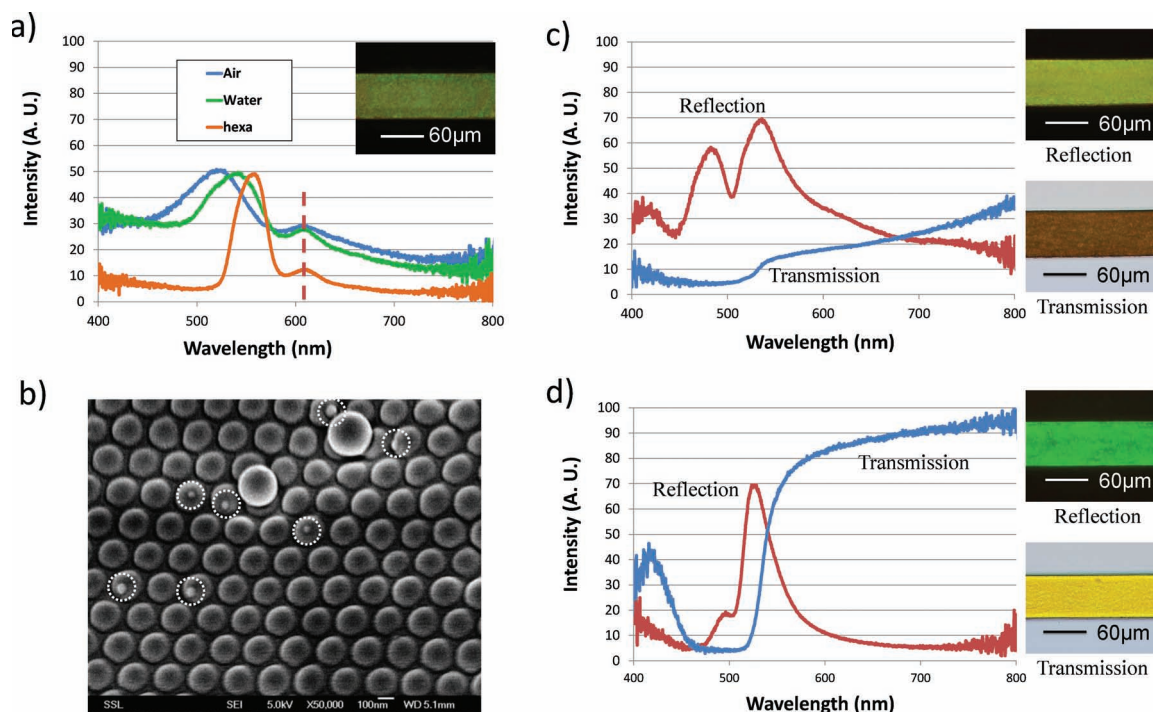 a)
Intensity (A. U.)
100
90
80
70
60
50
40
30
20
10
0
Air
Water
hexa
60μm
400 500 600 700 800
Wavelength (nm)
b)
SSL SEI 5.0kV X50,000 100nm WD 5.1mm
c)
Intensity (A. U.)
100
90
80
70
60
50
40
30
20
10
0
Reflection
Transmission
400 500 600 700 800
Wavelength (nm)
60μm
Reflection
60μm
Transmission
d)
Intensity (A. U.)
100
90
80
70
60
50
40
30
20
10
0
Transmission
Reflection
400 500 600 700 800
Wavelength (nm)
60μm
Reflection
60μm
Transmission